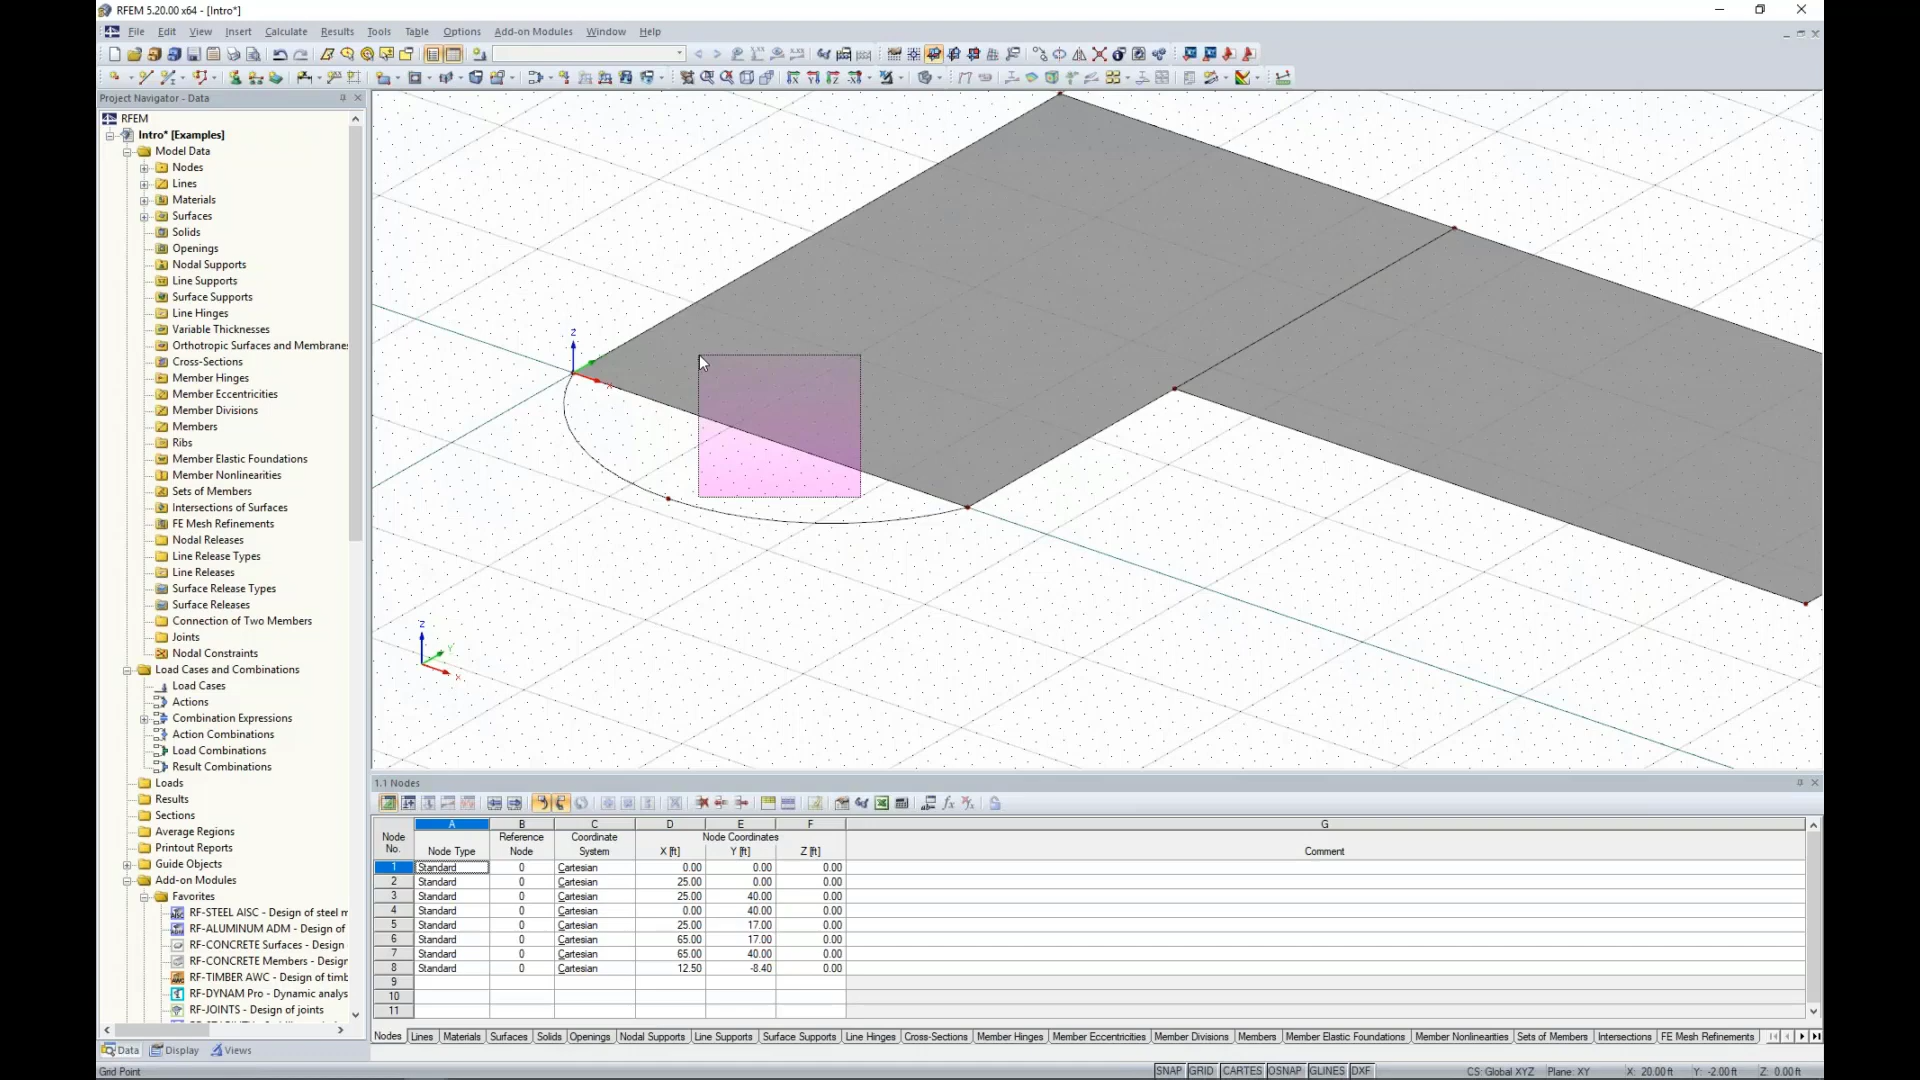 RFEM 5.20.00 x64 - [Intro*]
File Edit View Insert Calculate Results Tools Table Options Add-on Modules Window Help
Project Navigator - Data
RFEM
Intro* [Examples]
Model Data
Nodes
Lines
Materials
Surfaces
Solids
Openings
Nodal Supports
Line Supports
Surface Supports
Line Hinges
Variable Thicknesses
Orthotropic Surfaces and Membranes
Cross-Sections
Member Hinges
Member Eccentricities
Member Divisions
Members
Ribs
Member Elastic Foundations
Member Nonlinearities
Sets of Members
Intersections of Surfaces
FE Mesh Refinements
Nodal Releases
Line Release Types
Line Releases
Surface Release Types
Surface Releases
Connection of Two Members
Joints
Nodal Constraints
Load Cases and Combinations
Load Cases
Actions
Combination Expressions
Action Combinations
Load Combinations
Result Combinations
Loads
Results
Sections
Average Regions
Printout Reports
Guide Objects
Add-on Modules
Favorites
RF-STEEL AISC - Design of steel m
RF-ALUMINUM ADM - Design of
RF-CONCRETE Surfaces - Design
RF-CONCRETE Members - Design
RF-TIMBER AWC - Design of timb
RF-DYNAM Pro - Dynamic analys
RF-JOINTS - Design of joints
Data Views Display
Z
X
Z
Y
X
1.1 Nodes
A B C D E F G
Node Reference Coordinate Node Coordinates
No. Node Type Node System X [ft] Y [ft] Z [ft] Comment
1 Standard 0 Cartesian 0.00 0.00 0.00
2 Standard 0 Cartesian 25.00 0.00 0.00
3 Standard 0 Cartesian 25.00 40.00 0.00
4 Standard 0 Cartesian 0.00 40.00 0.00
5 Standard 0 Cartesian 25.00 17.00 0.00
6 Standard 0 Cartesian 65.00 17.00 0.00
7 Standard 0 Cartesian 65.00 40.00 0.00
8 Standard 0 Cartesian 12.50 -8.40 0.00
9
10
11
Nodes Lines Materials Surfaces Solids Openings Nodal Supports Line Supports Surface Supports Line Hinges Cross-Sections Member Hinges Member Eccentricities Member Divisions Members Member Elastic Foundations Member Nonlinearities Sets of Members Intersections FE Mesh Refinements
Grid Point SNAP GRID CARTES OSNAP GLINES DXF CS: Global XYZ Plane: XY X: 20.00 ft Y: -2.00 ft Z: 0.00 ft